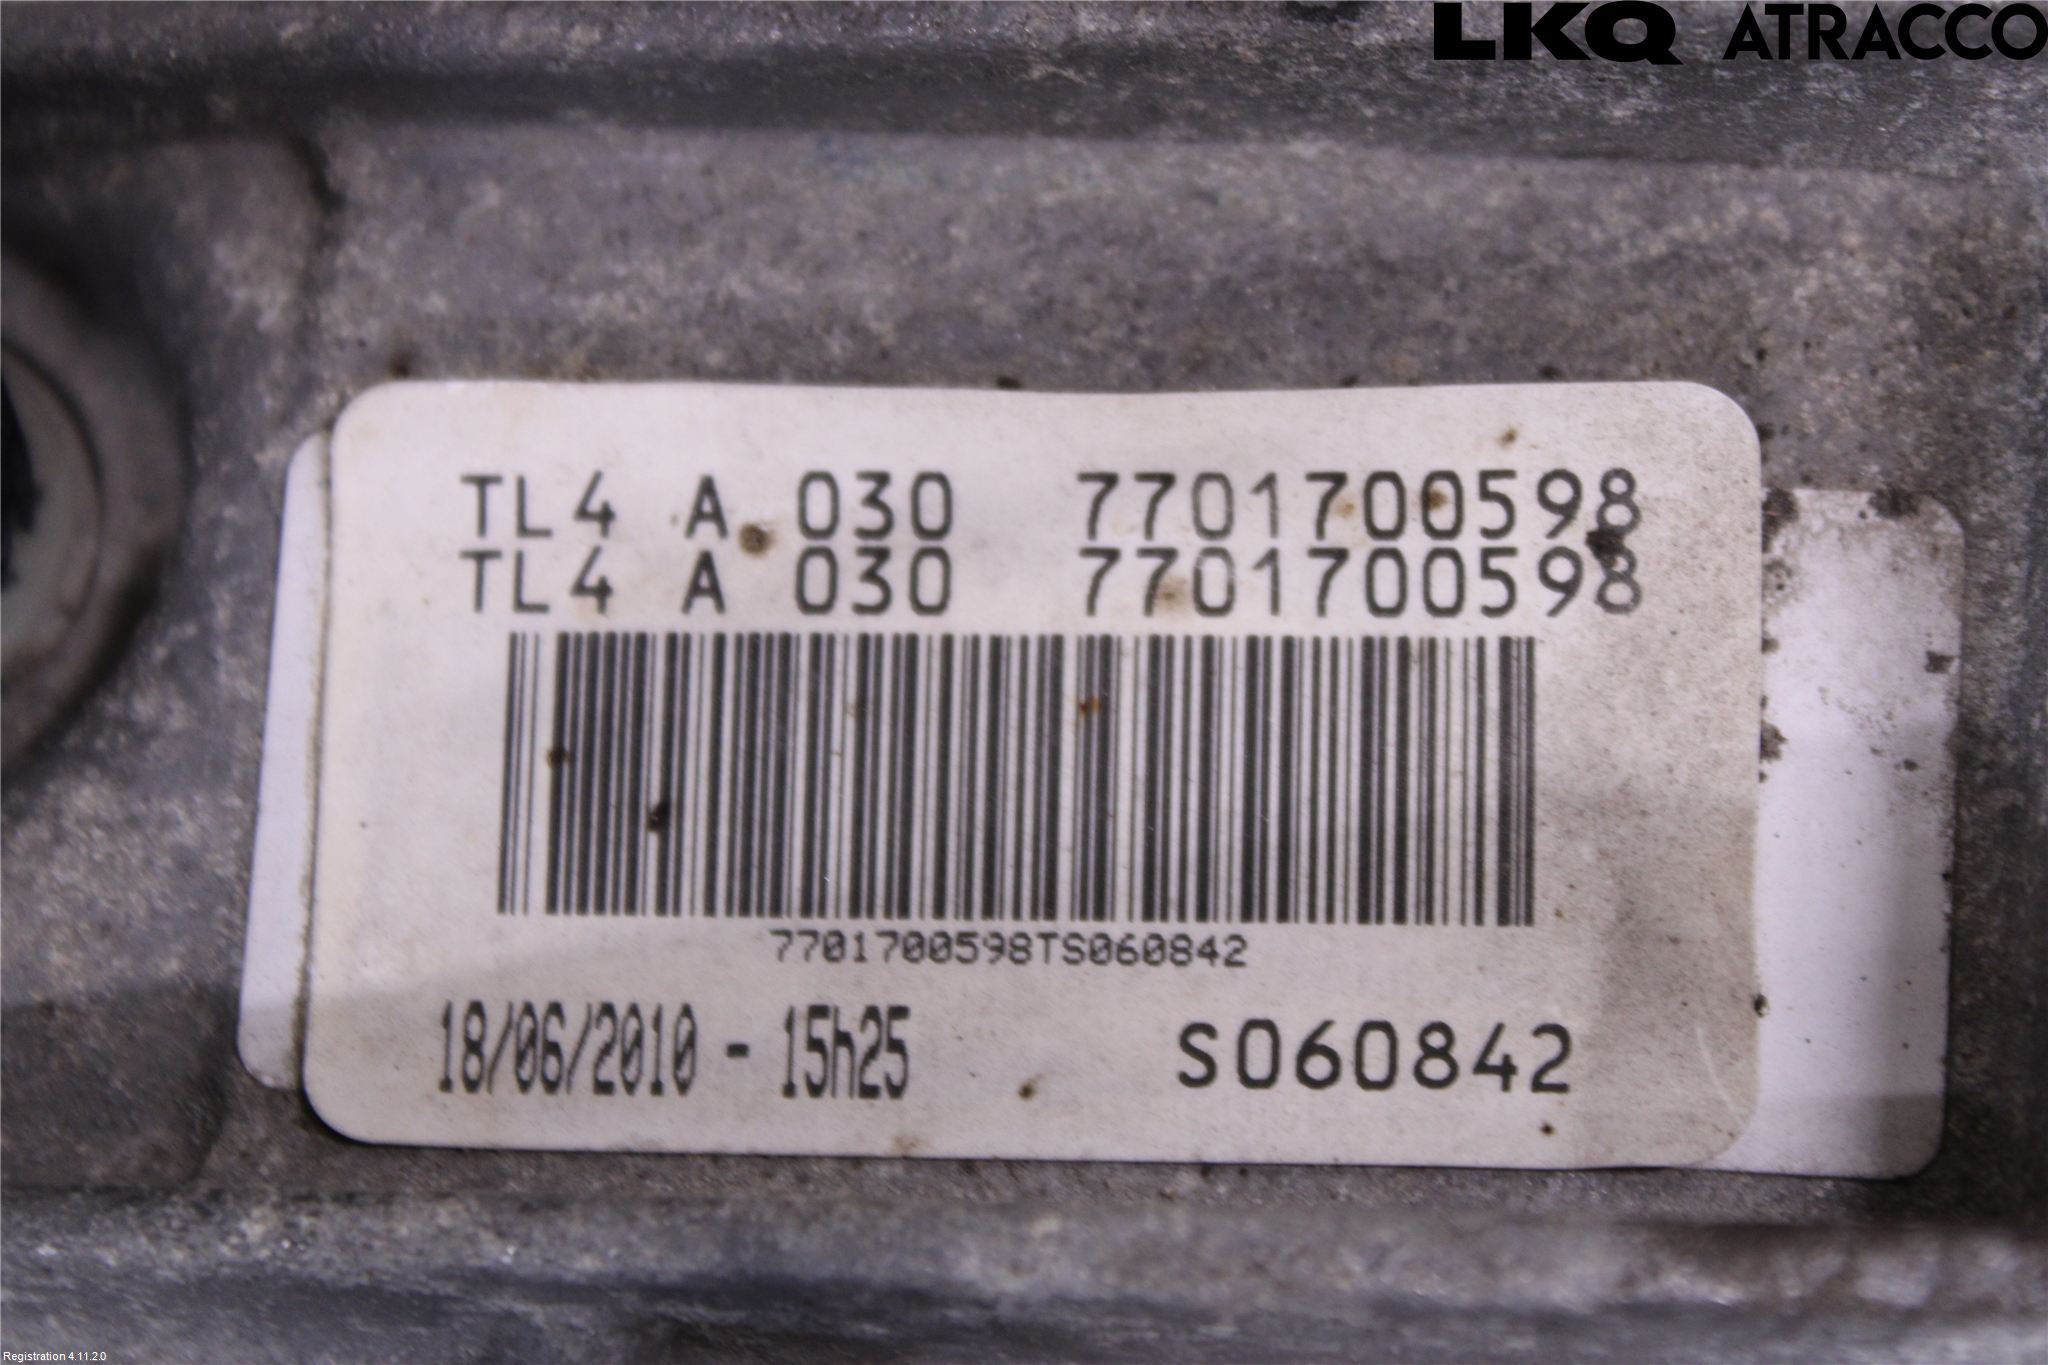 LKQ ATRACCO
TL4 A 030 7701700598
TL4 A 030 7701700598
7701700598TS060842
18/06/2010 - 15h25 S060842
Registration 4.11.2.0